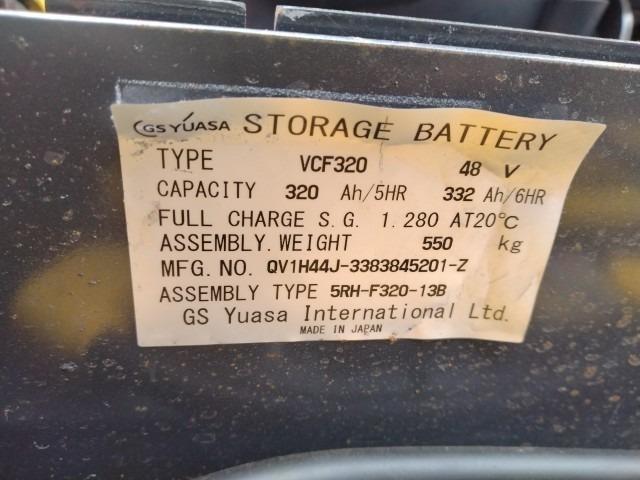 GS YUASA STORAGE BATTERY
TYPE VCF320 48 V
CAPACITY 320 Ah/5HR 332 Ah/6HR
FULL CHARGE S.G. 1.280 AT20℃
ASSEMBLY.WEIGHT 550 kg
MFG.NO. QV1H44J-3383845201-Z
ASSEMBLY TYPE 5RH-F320-13B
GS Yuasa International Ltd.
MADE IN JAPAN